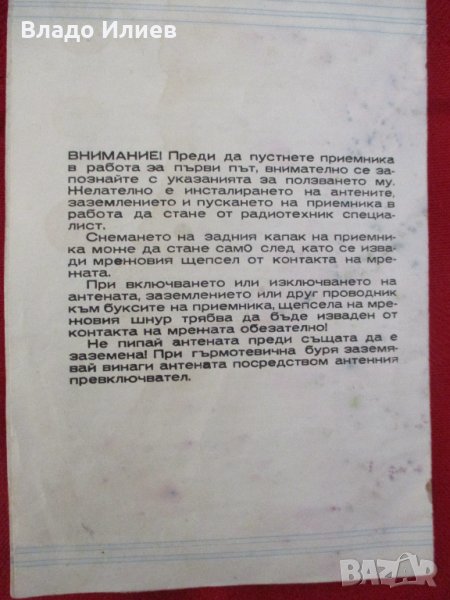 Владо Илиев
ВНИМАНИЕ! Преди да пуснете приемника
в работа за първи път, внимателно се за-
познайте с указанията за ползването му.
Желателно е инсталирането на антените,
заземлението и пускането на приемника в
работа да стане от радиотехник специа-
лист.
Снемането на задния капак на приемни-
ка може да стане само след като се изва-
ди мрежовия щепсел от контакта на мре-
жата.
При включването или изключването на
антената, заземлението или друг проводник
към буксите на приемника, щепсела на мре-
жовия шнур трябва да бъде изваден от
контакта на мрежата обезателно!
Не пипай антената преди същата да е
заземена! При гърмотевична буря заземя-
вай винаги антената посредством антенния
превключвател.
BAZAR